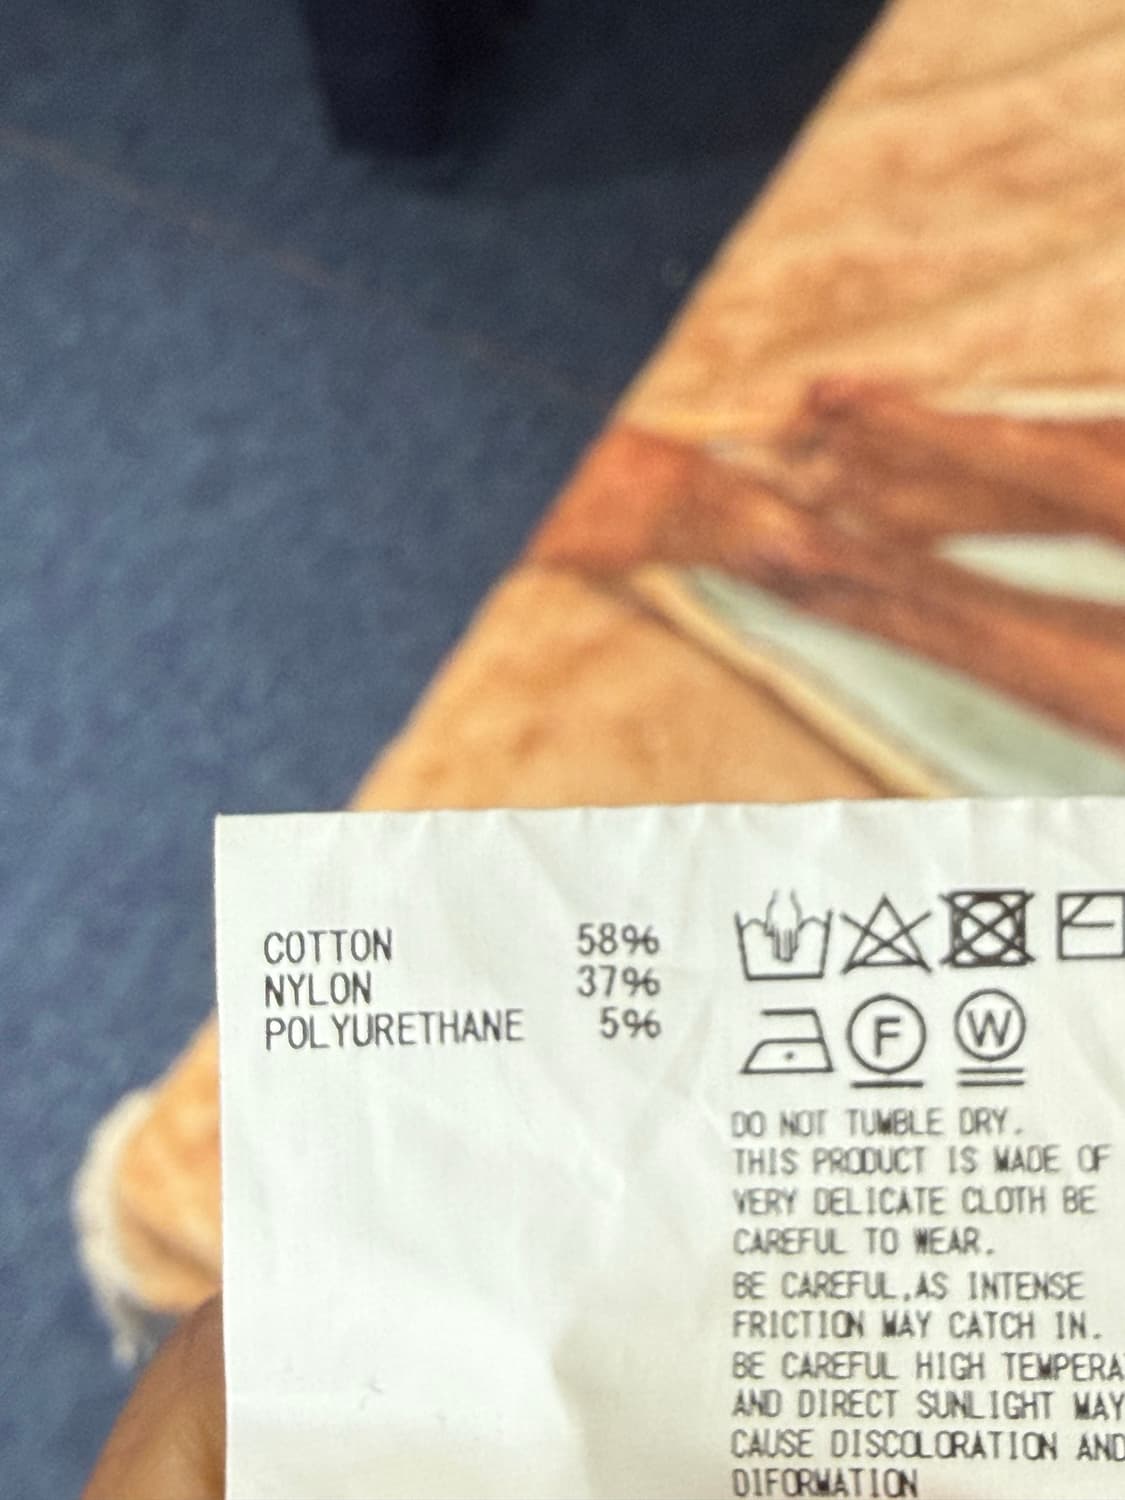 COTTON 58%
NYLON 37%
POLYURETHANE 5%
F W
DO NOT TUMBLE DRY.
THIS PRODUCT IS MADE OF
VERY DELICATE CLOTH BE
CAREFUL TO WEAR.
BE CAREFUL,AS INTENSE
FRICTION MAY CATCH IN.
BE CAREFUL HIGH TEMPERA
AND DIRECT SUNLIGHT MAY
CAUSE DISCOLORATION AND
DIFORMATION